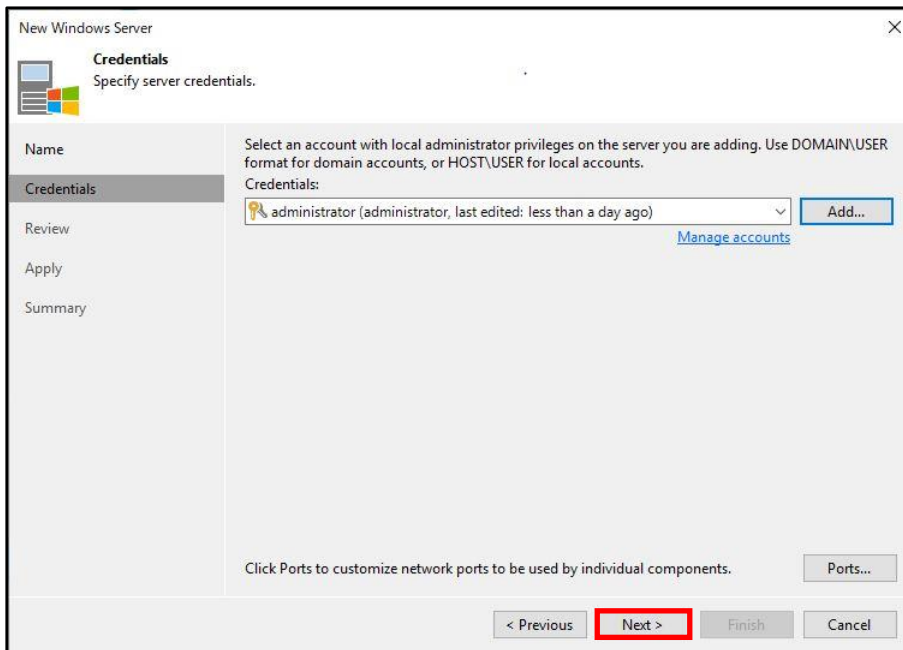 New Windows Server
Credentials
Specify server credentials.
Name
Credentials
Review
Apply
Summary
Select an account with local administrator privileges on the server you are adding. Use DOMAIN\USER
format for domain accounts, or HOST\USER for local accounts.
Credentials:
administrator (administrator, last edited: less than a day ago)
Add...
Manage accounts
Click Ports to customize network ports to be used by individual components.
Ports...
< Previous
Next >
Finish
Cancel